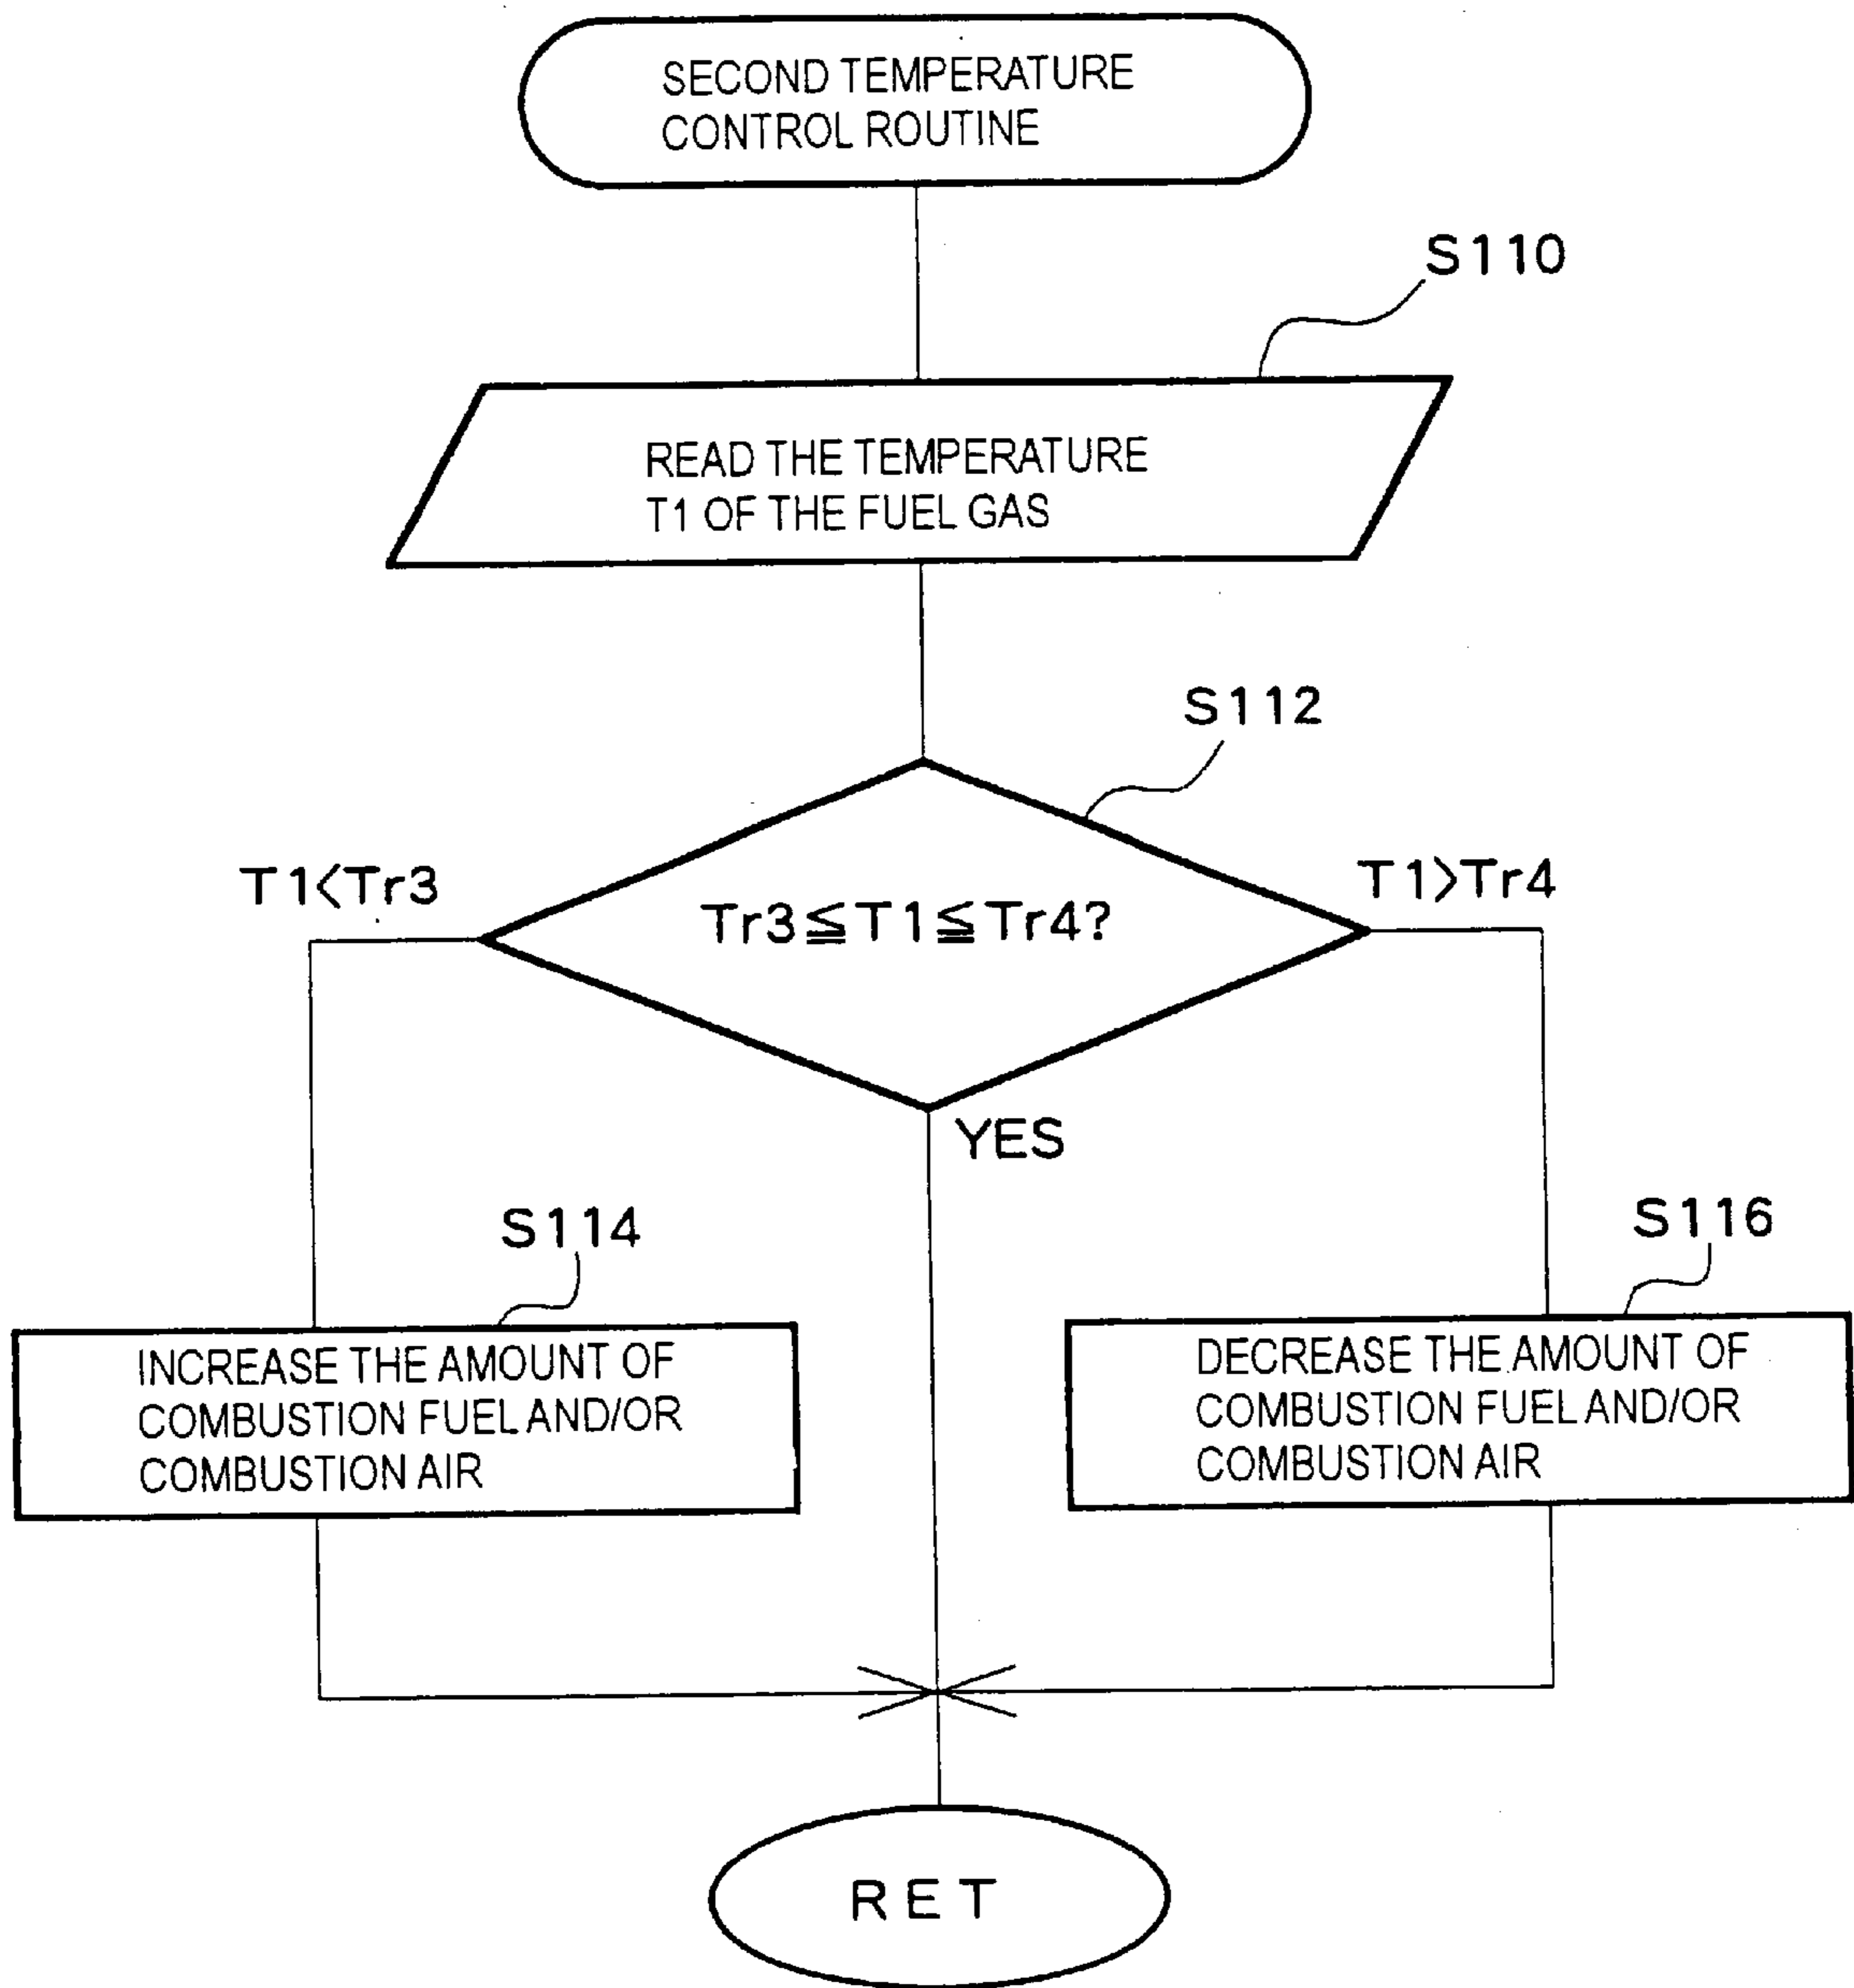 SECOND TEMPERATURE
CONTROL ROUTINE
S110
READ THE TEMPERATURE
T1 OF THE FUEL GAS
S112
T1<Tr3
Tr3≦T1≦Tr4?
T1>Tr4
YES
S114
S116
INCREASE THE AMOUNT OF
COMBUSTION FUEL AND/OR
COMBUSTION AIR
DECREASE THE AMOUNT OF
COMBUSTION FUEL AND/OR
COMBUSTION AIR
RET